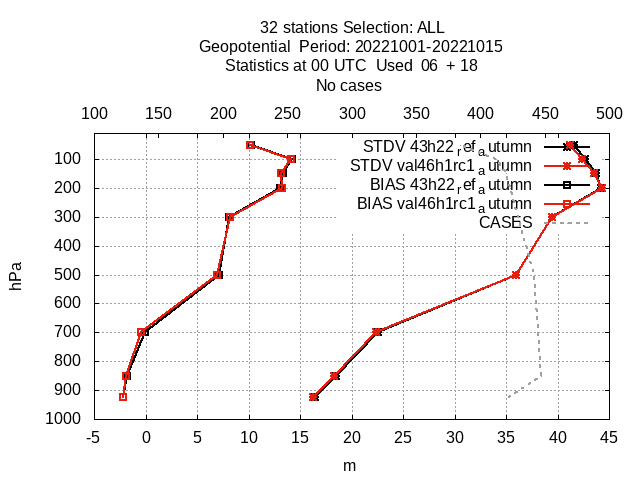 32 stations Selection: ALL
Geopotential  Period: 20221001-20221015
Statistics at 00 UTC  Used  06  + 18
No cases
100 150 200 250 300 350 400 450 500
STDV 43h22_ref_autumn
STDV val46h1rc1_autumn
BIAS 43h22_ref_autumn
BIAS val46h1rc1_autumn
CASES
100
200
300
400
500
600
700
800
900
1000
hPa
-5 0 5 10 15 20 25 30 35 40 45
m